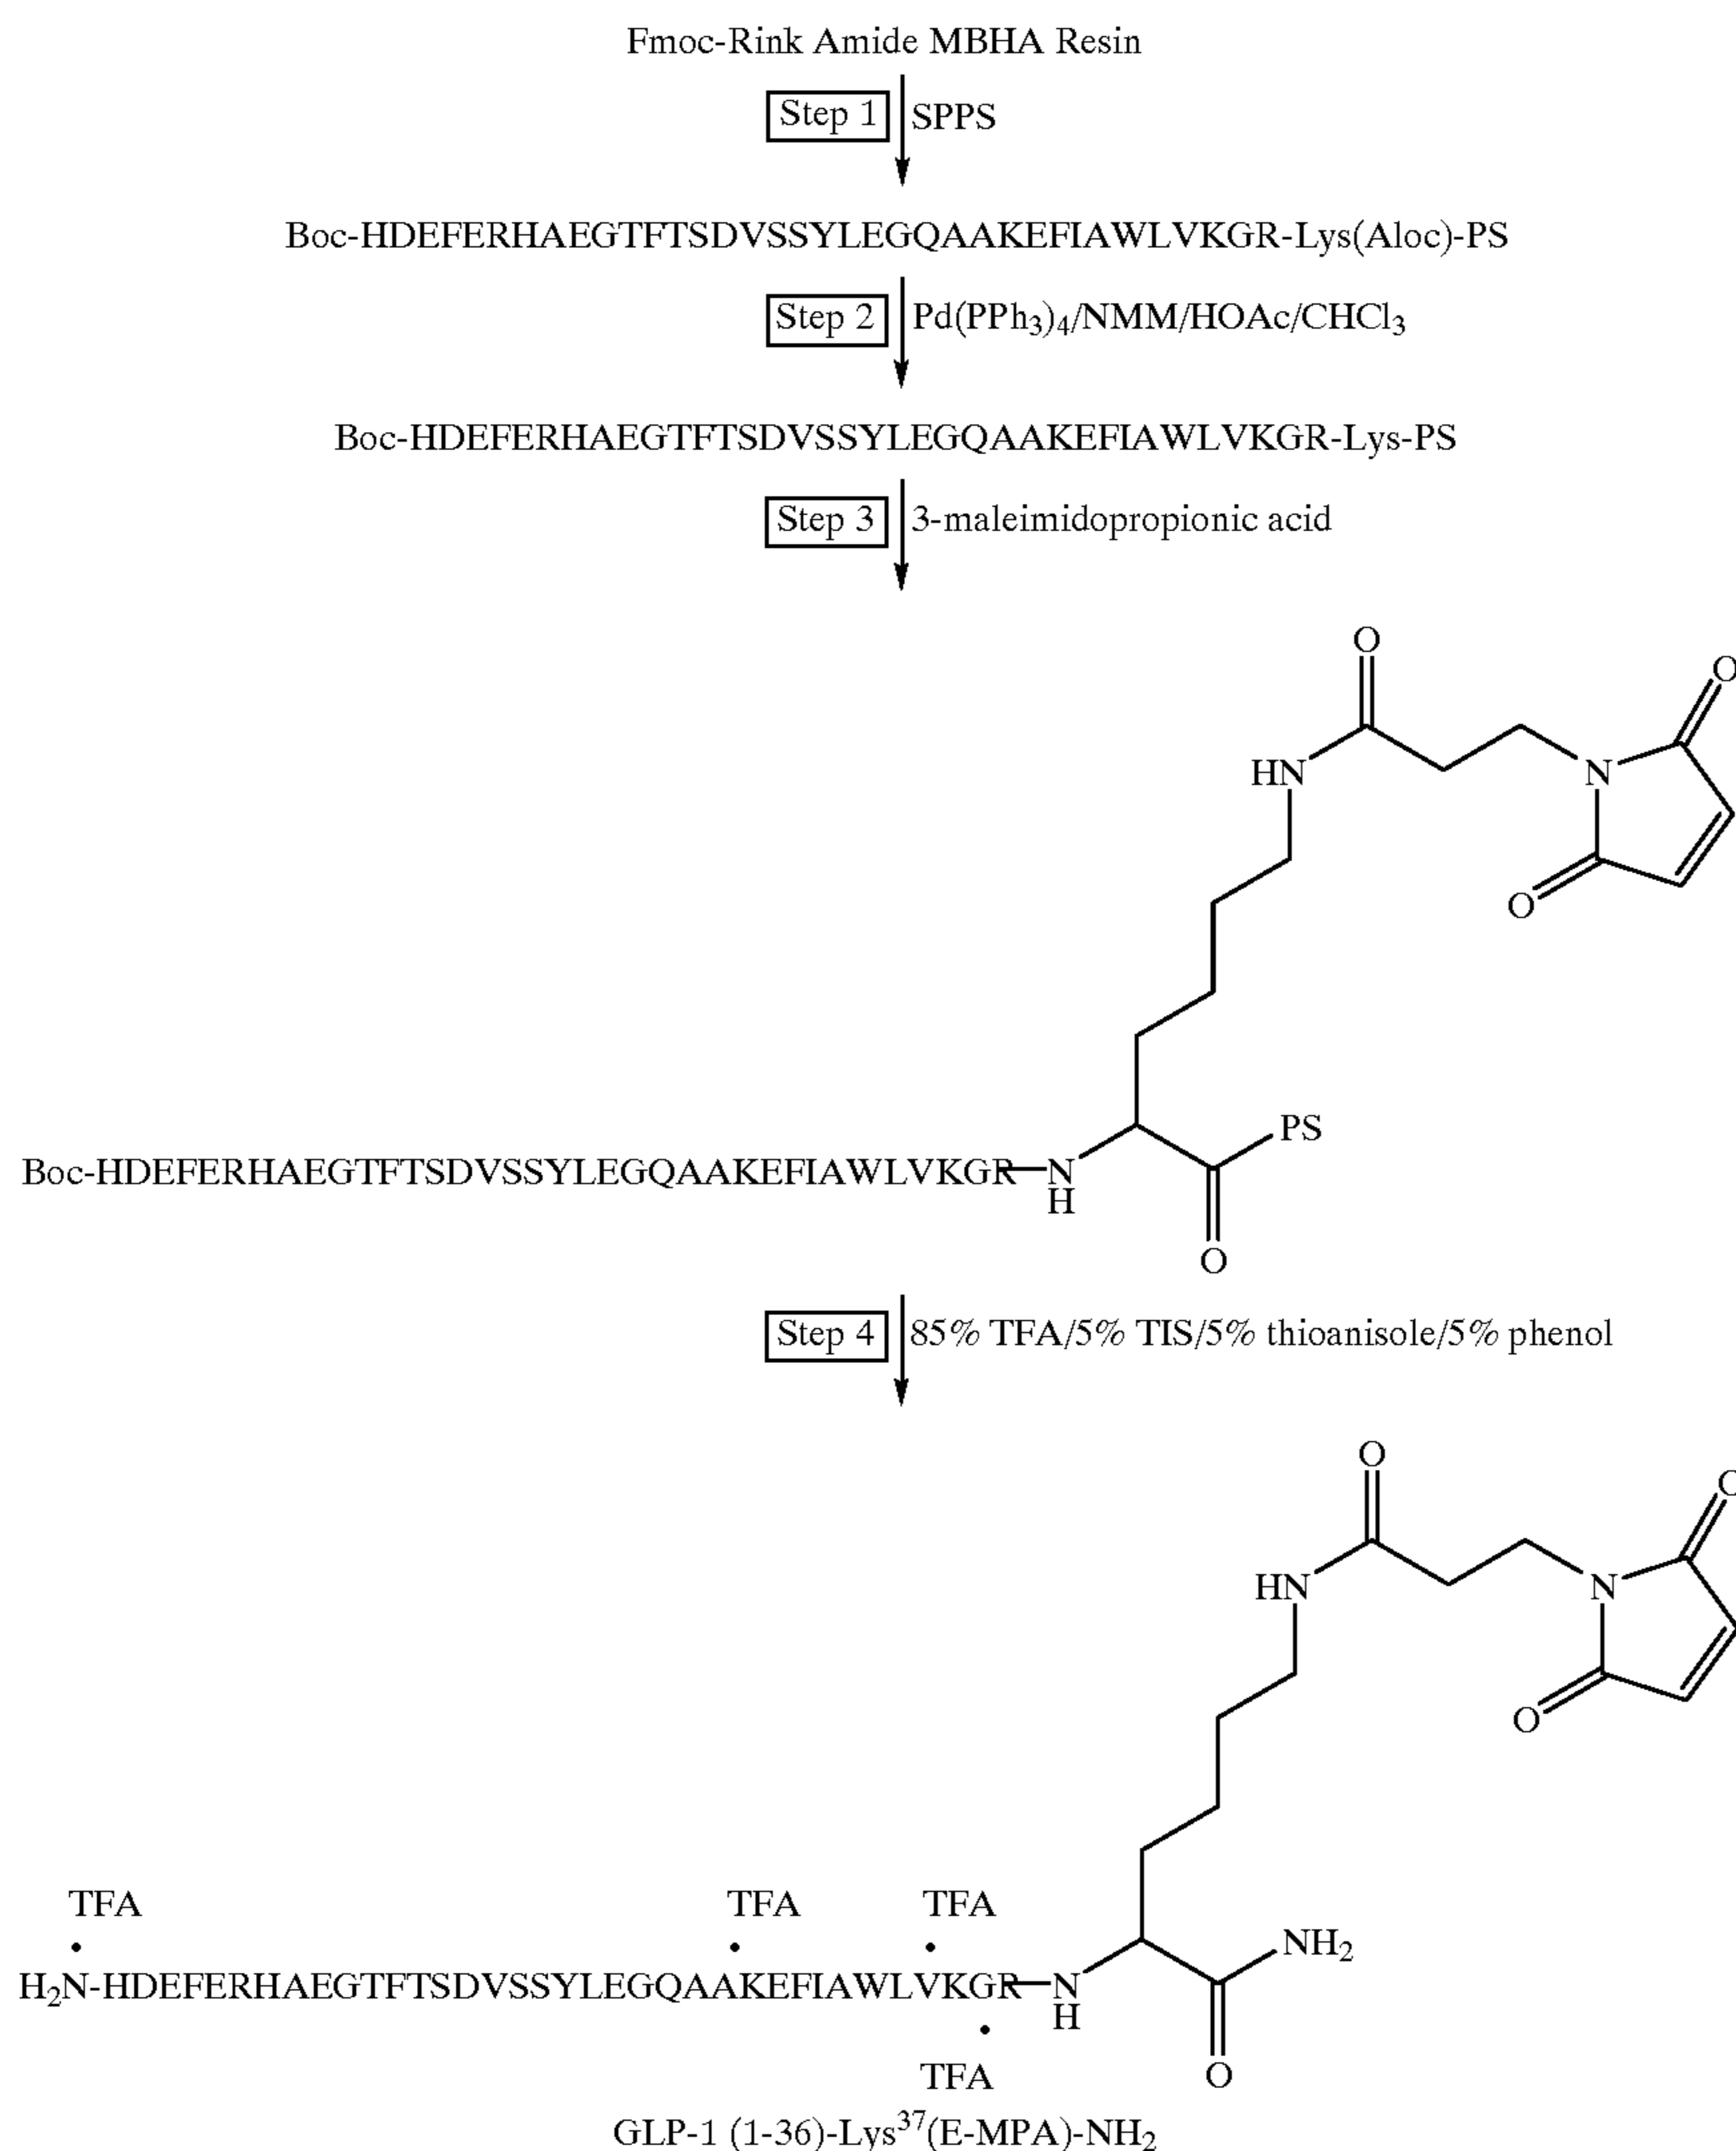 Fmoc-Rink Amide MBHA Resin
Step 1 SPPS
Boc-HDEFERHAEGTFTSDVSSYLEGQAAKEFIAWLVKGR-Lys(Aloc)-PS
Step 2 Pd(PPh3)4/NMM/HOAc/CHCl3
Boc-HDEFERHAEGTFTSDVSSYLEGQAAKEFIAWLVKGR-Lys-PS
Step 3 3-maleimidopropionic acid
O
O
HN
N
O
PS
Boc-HDEFERHAEGTFTSDVSSYLEGQAAKEFIAWLVKGR
N
H
O
Step 4 85% TFA/5% TIS/5% thioanisole/5% phenol
O
O
HN
N
O
TFA TFA TFA
NH2
H2N-HDEFERHAEGTFTSDVSSYLEGQAAKEFIAWLVKGR
N
H
O
TFA
GLP-1 (1-36)-Lys37(E-MPA)-NH2